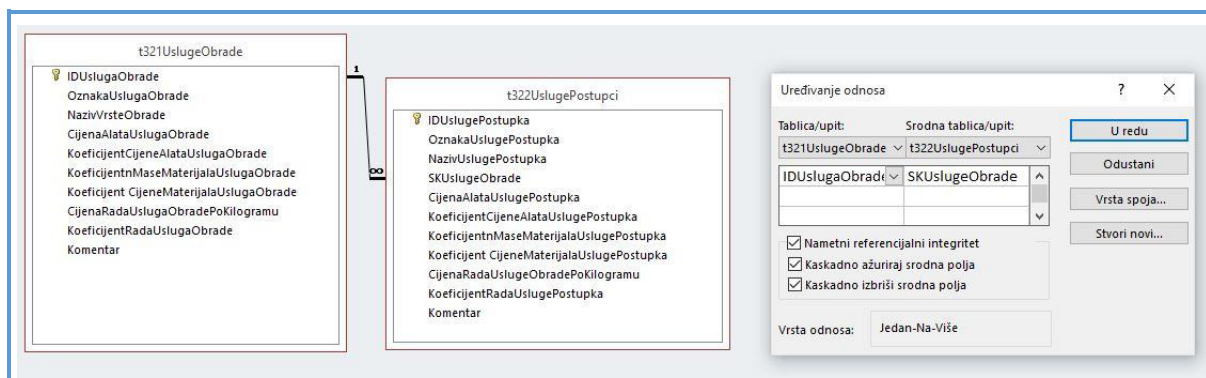 t321UslugeObrade
IDUslugaObrade
OznakaUslugaObrade
NazivVrsteObrade
CijenaAlataUslugaObrade
KoeficijentCijeneAlataUslugaObrade
KoeficijentnMaseMaterijalaUslugaObrade
Koeficijent CijeneMaterijalaUslugaObrade
CijenaRadaUslugaObradePoKilogramu
KoeficijentRadaUslugaObrade
Komentar
1
∞
t322UslugePostupci
IDUslugePostupka
OznakaUslugePostupka
NazivUslugePostupka
SKUslugeObrade
CijenaAlataUslugePostupka
KoeficijentCijeneAlataUslugePostupka
KoeficijentnMaseMaterijalaUslugePostupka
Koeficijent CijeneMaterijalaUslugePostupka
CijenaRadaUslugeObradePoKilogramu
KoeficijentRadaUslugePostupka
Komentar
Uređivanje odnosa ? ×
Tablica/upit: Srodna tablica/upit:
t321UslugeObrade t322UslugePostupci
IDUslugaObrade SKUslugeObrade
Nametni referencijalni integritet
Kaskadno ažuriraj srodna polja
Kaskadno izbriši srodna polja
Vrsta odnosa: Jedan-Na-Više
U redu
Odustani
Vrsta spoja...
Stvori novi...